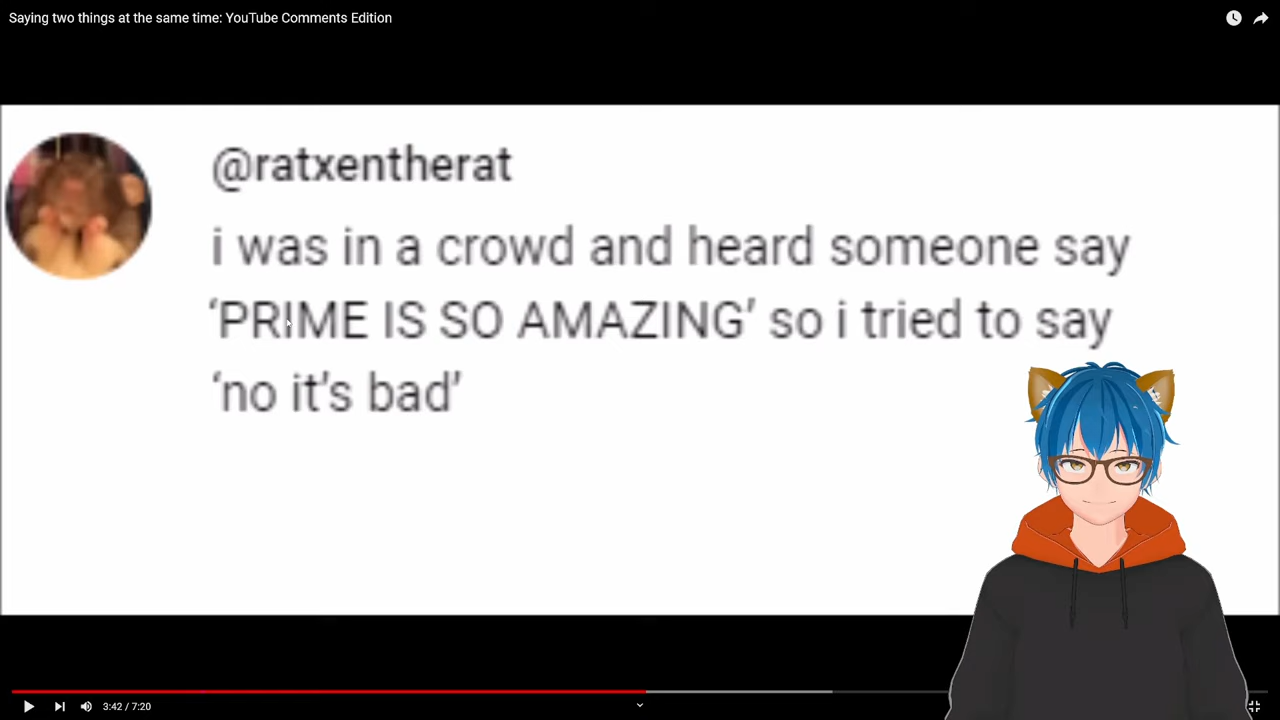 Saying two things at the same time: YouTube Comments Edition
@ratxentherat
i was in a crowd and heard someone say
‘PRIME IS SO AMAZING’ so i tried to say
‘no it’s bad’
3:42 / 7:20